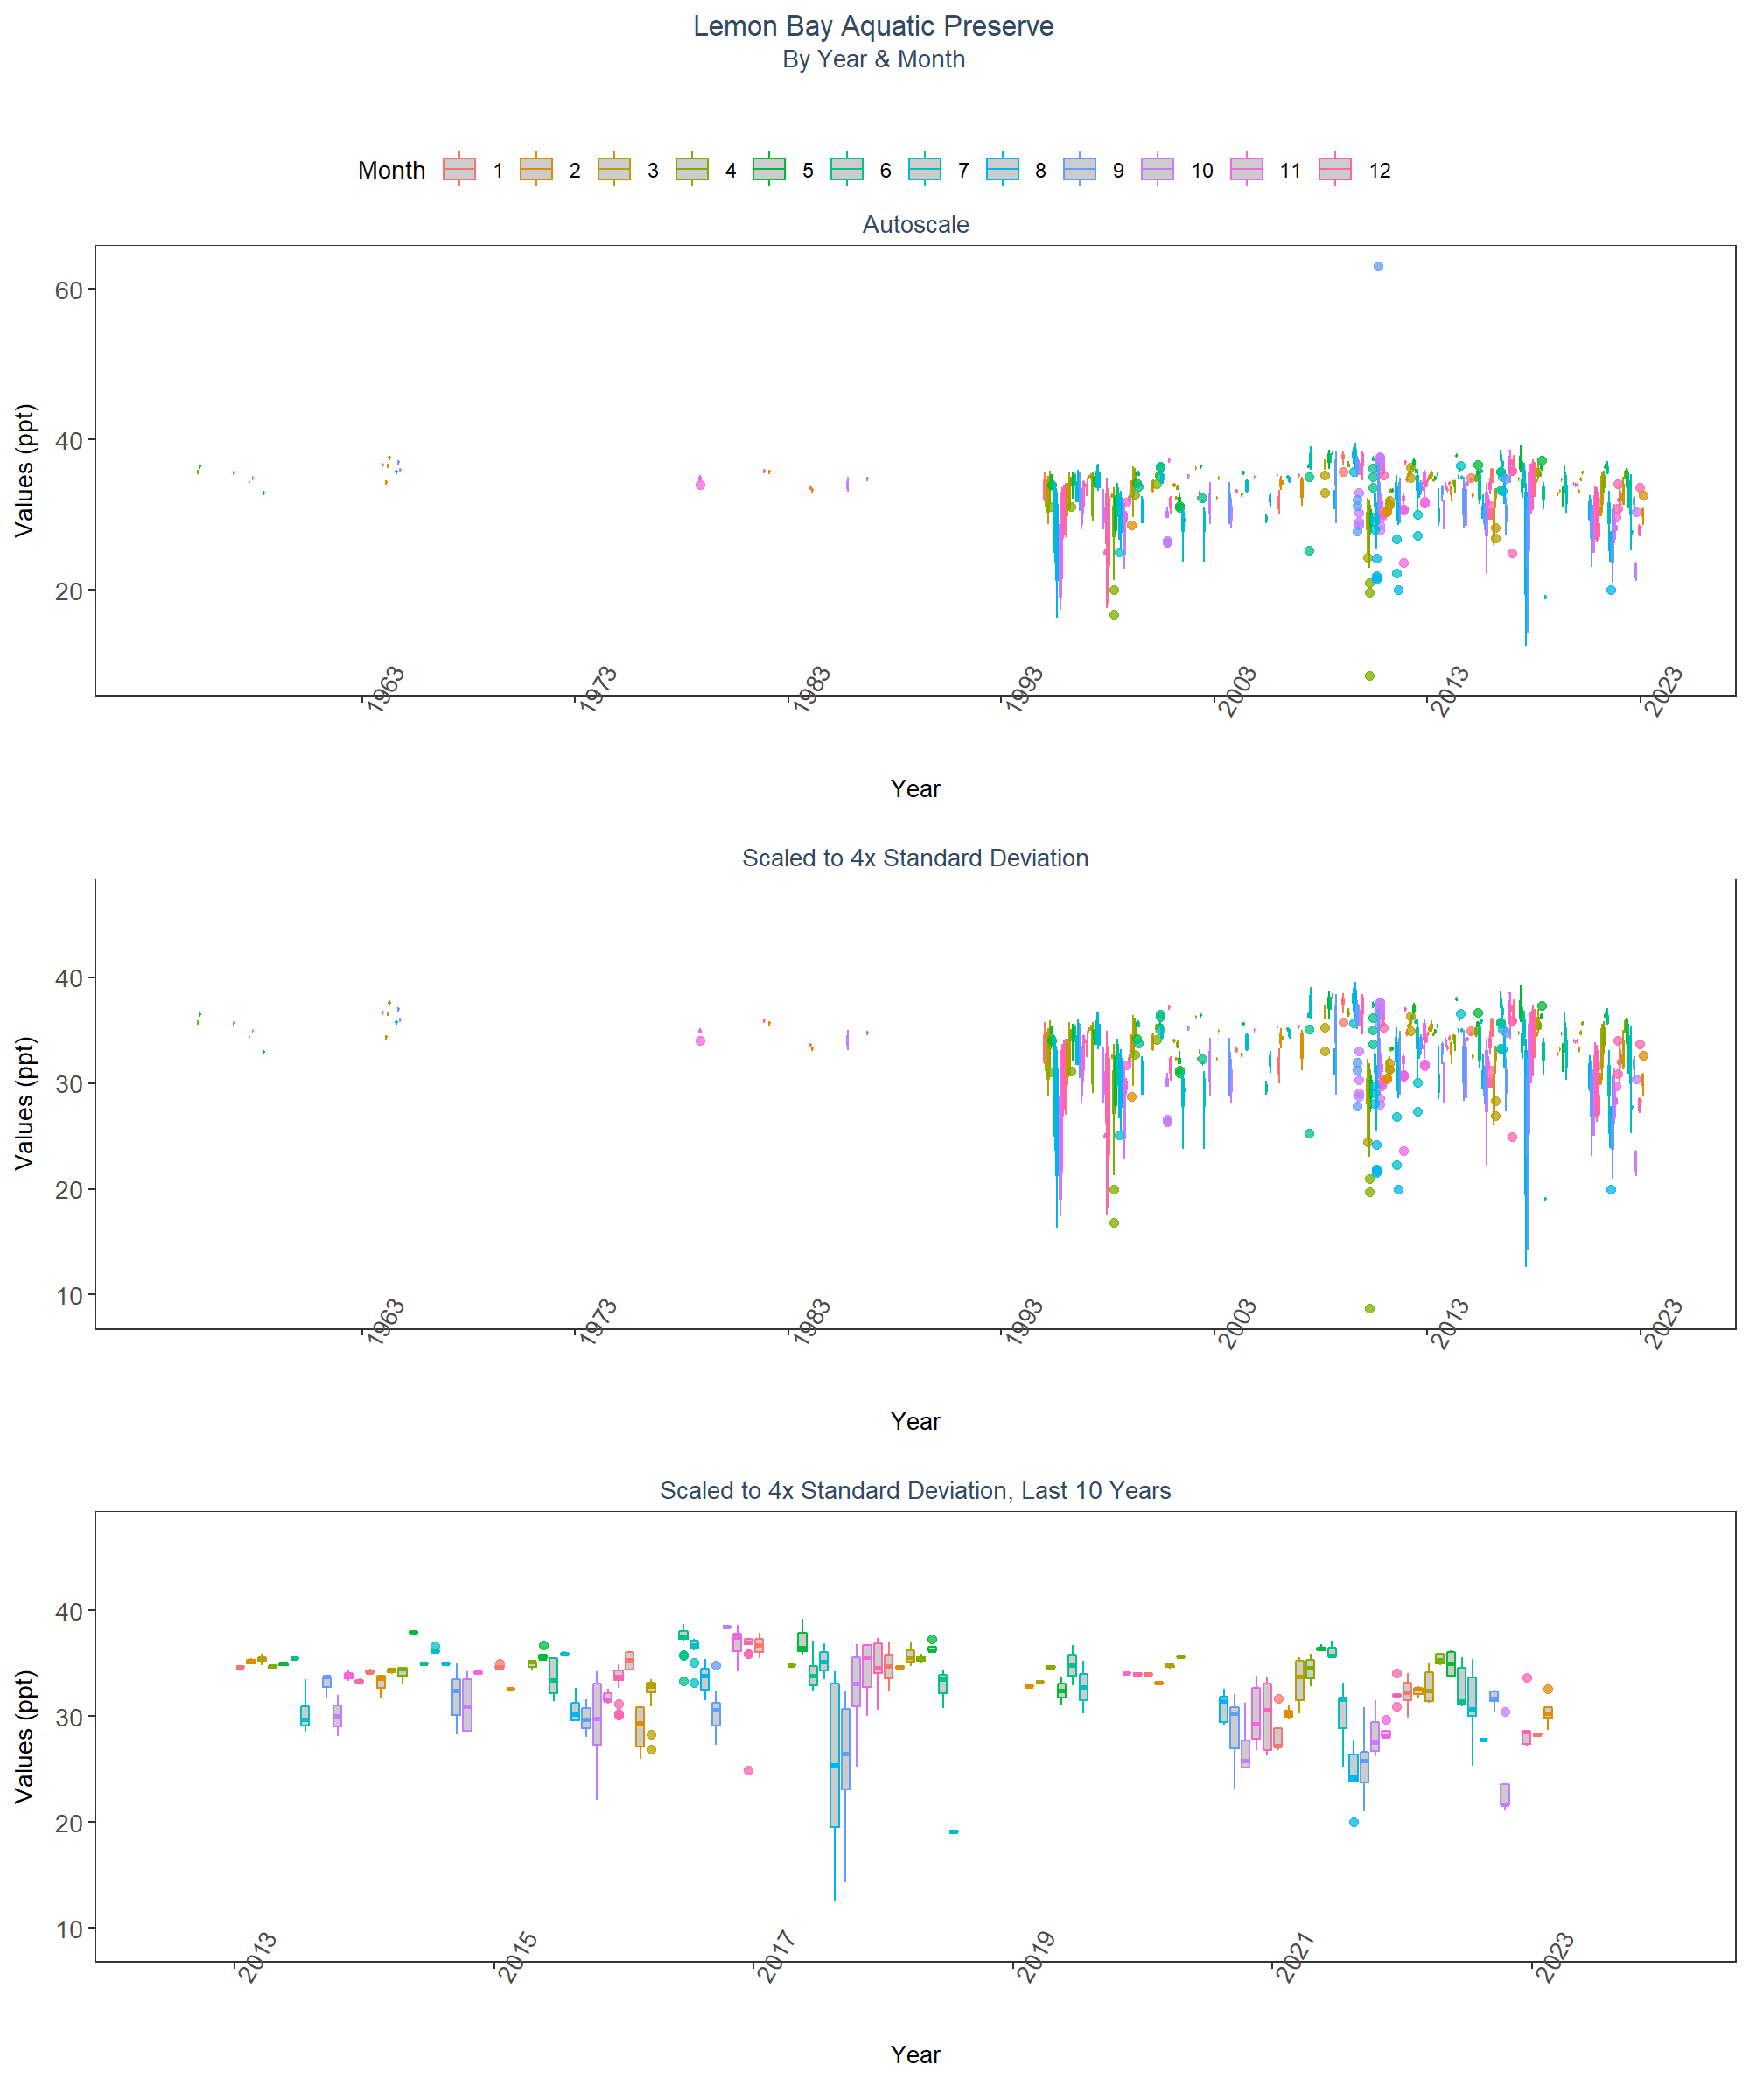 Lemon Bay Aquatic Preserve
By Year & Month
Month 1 2 3 4 5 6 7 8 9 10 11 12
Autoscale
Values (ppt)
60
40
20
1963 1973 1983 1993 2003 2013 2023
Year
Scaled to 4x Standard Deviation
Values (ppt)
40
30
20
10
1963 1973 1983 1993 2003 2013 2023
Year
Scaled to 4x Standard Deviation, Last 10 Years
Values (ppt)
40
30
20
10
2013 2015 2017 2019 2021 2023
Year